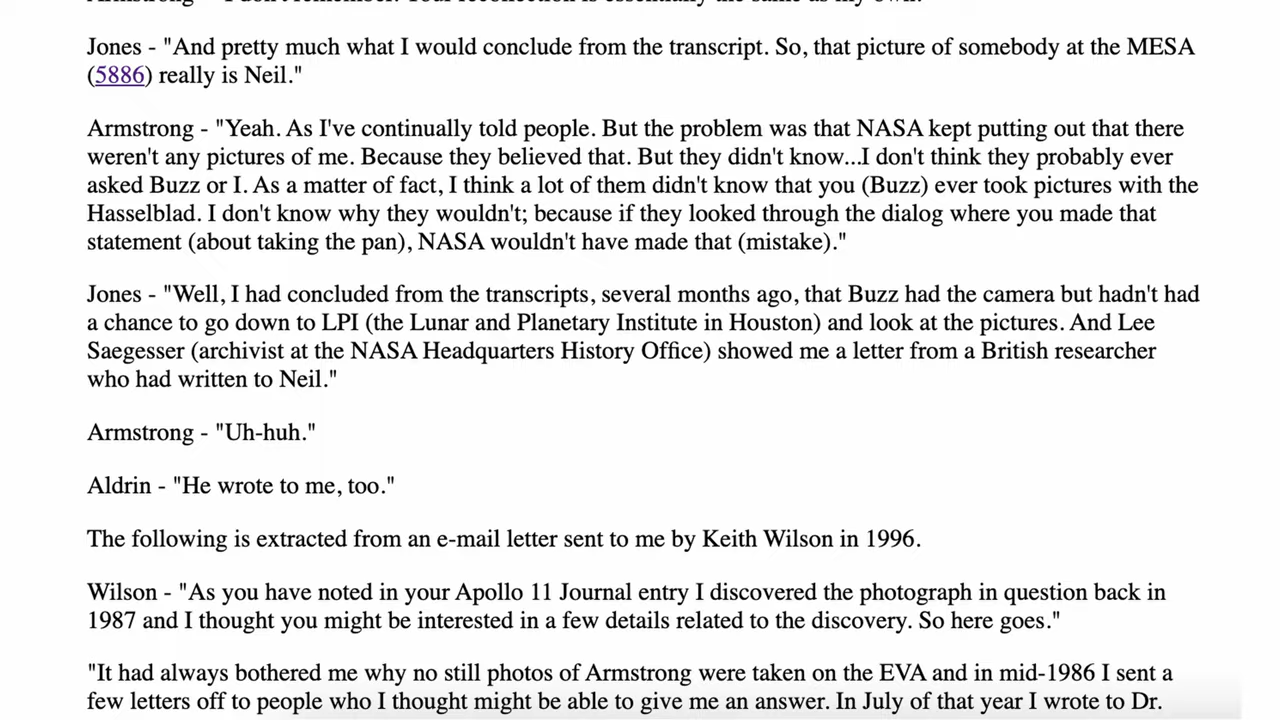 Armstrong - "I don't remember. Your recollection is essentially the same as my own."
Jones - "And pretty much what I would conclude from the transcript. So, that picture of somebody at the MESA
(5886) really is Neil."
Armstrong - "Yeah. As I've continually told people. But the problem was that NASA kept putting out that there
weren't any pictures of me. Because they believed that. But they didn't know...I don't think they probably ever
asked Buzz or I. As a matter of fact, I think a lot of them didn't know that you (Buzz) ever took pictures with the
Hasselblad. I don't know why they wouldn't; because if they looked through the dialog where you made that
statement (about taking the pan), NASA wouldn't have made that (mistake)."
Jones - "Well, I had concluded from the transcripts, several months ago, that Buzz had the camera but hadn't had
a chance to go down to LPI (the Lunar and Planetary Institute in Houston) and look at the pictures. And Lee
Saegesser (archivist at the NASA Headquarters History Office) showed me a letter from a British researcher
who had written to Neil."
Armstrong - "Uh-huh."
Aldrin - "He wrote to me, too."
The following is extracted from an e-mail letter sent to me by Keith Wilson in 1996.
Wilson - "As you have noted in your Apollo 11 Journal entry I discovered the photograph in question back in
1987 and I thought you might be interested in a few details related to the discovery. So here goes."
"It had always bothered me why no still photos of Armstrong were taken on the EVA and in mid-1986 I sent a
few letters off to people who I thought might be able to give me an answer. In July of that year I wrote to Dr.